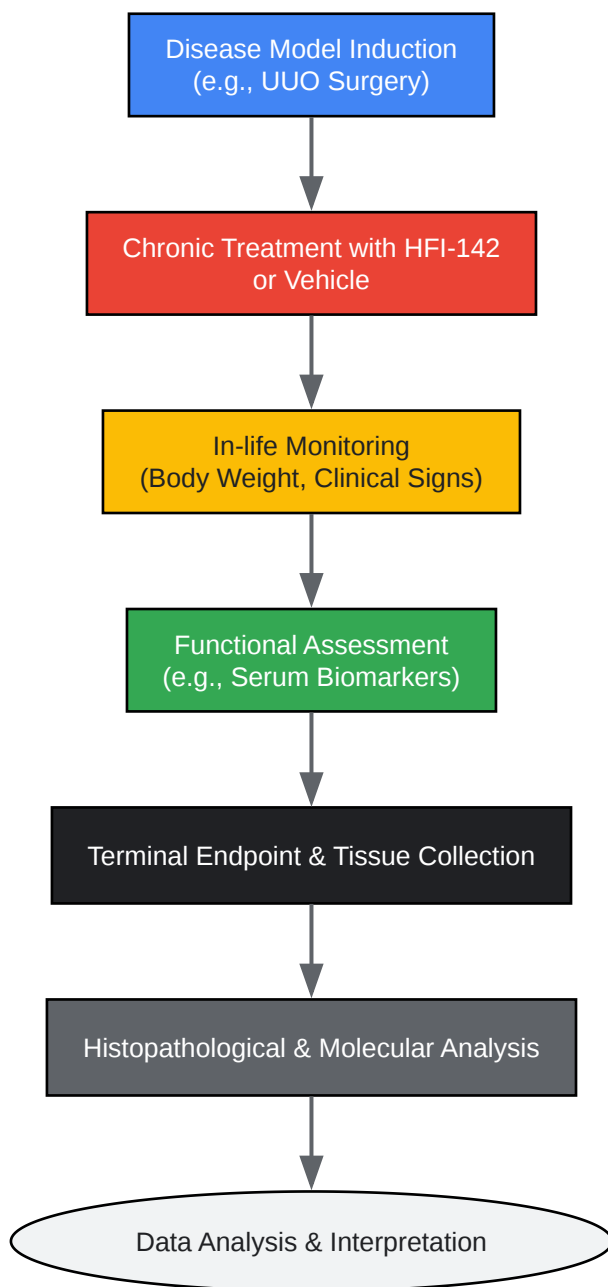 Disease Model Induction
(e.g., UUO Surgery)
Chronic Treatment with HFI-142
or Vehicle
In-life Monitoring
(Body Weight, Clinical Signs)
Functional Assessment
(e.g., Serum Biomarkers)
Terminal Endpoint & Tissue Collection
Histopathological & Molecular Analysis
Data Analysis & Interpretation